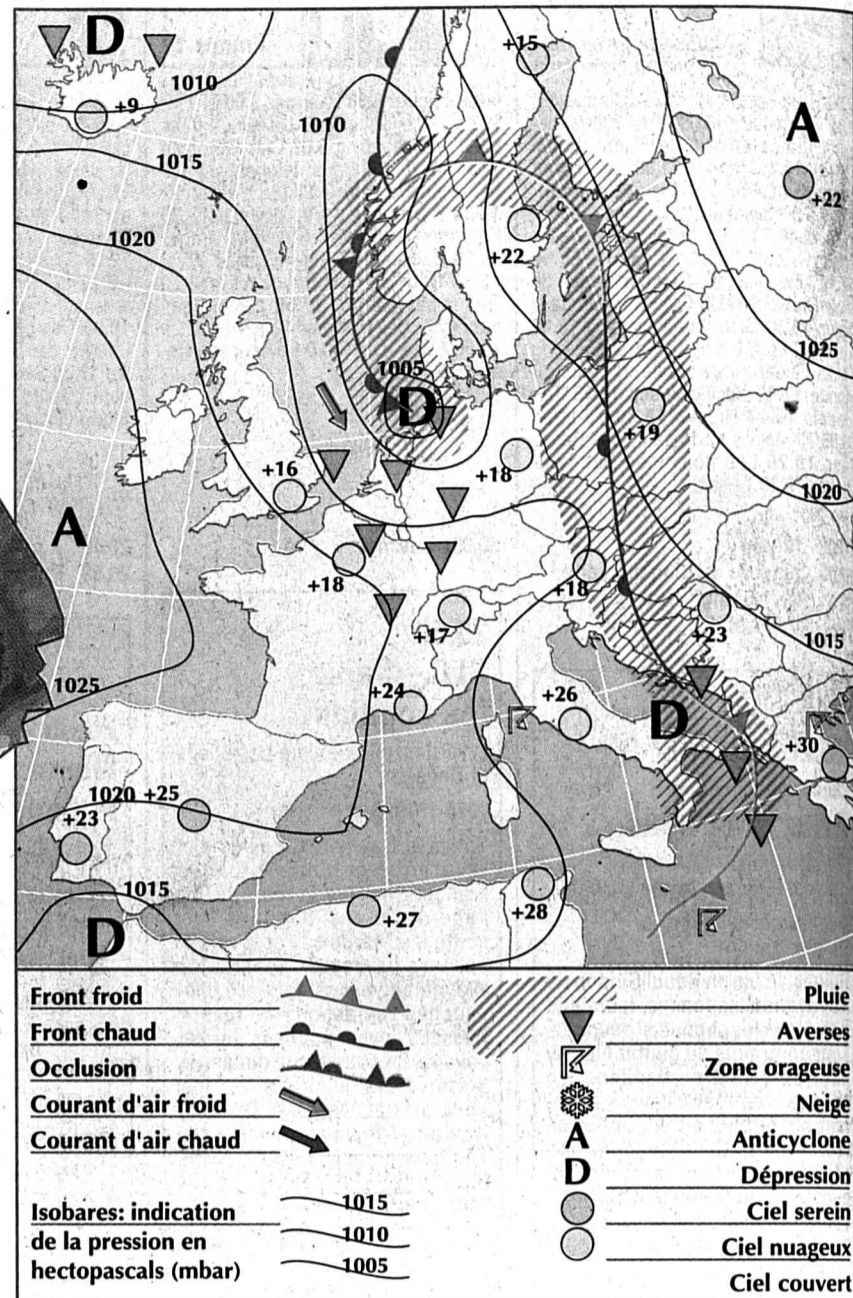 D
+15
1010
+9
1010
A
1015
+22
1020
+22
1025
1005
D
+19
+16
+18
1020
A
+18
+18
+17
+23
1015
1025
+24
+26
D
+30
1020 +25
+23
1015
+28
+27
D
Front froid
Front chaud
Occlusion
Courant d'air froid
Courant d'air chaud
Isobares: indication
de la pression en
hectopascals (mbar)
1015
1010
1005
Pluie
Averses
Zone orageuse
Neige
A Anticyclone
D Dépression
Ciel serein
Ciel nuageux
Ciel couvert